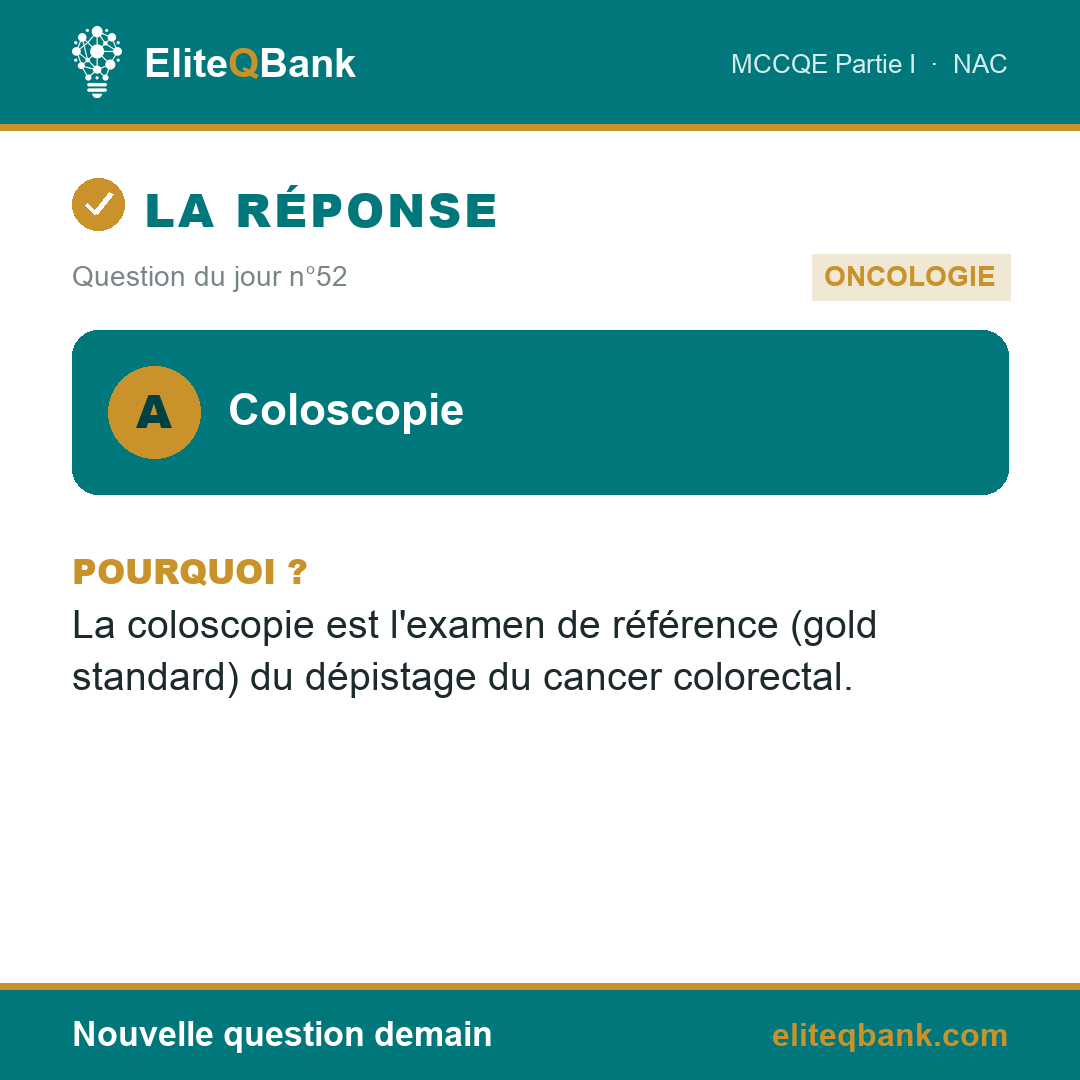 EliteQBank
MCCQE Partie I · NAC
LA RÉPONSE
Question du jour n°52
ONCOLOGIE
A
Coloscopie
POURQUOI ?
La coloscopie est l'examen de référence (gold
standard) du dépistage du cancer colorectal.
Nouvelle question demain
eliteqbank.com